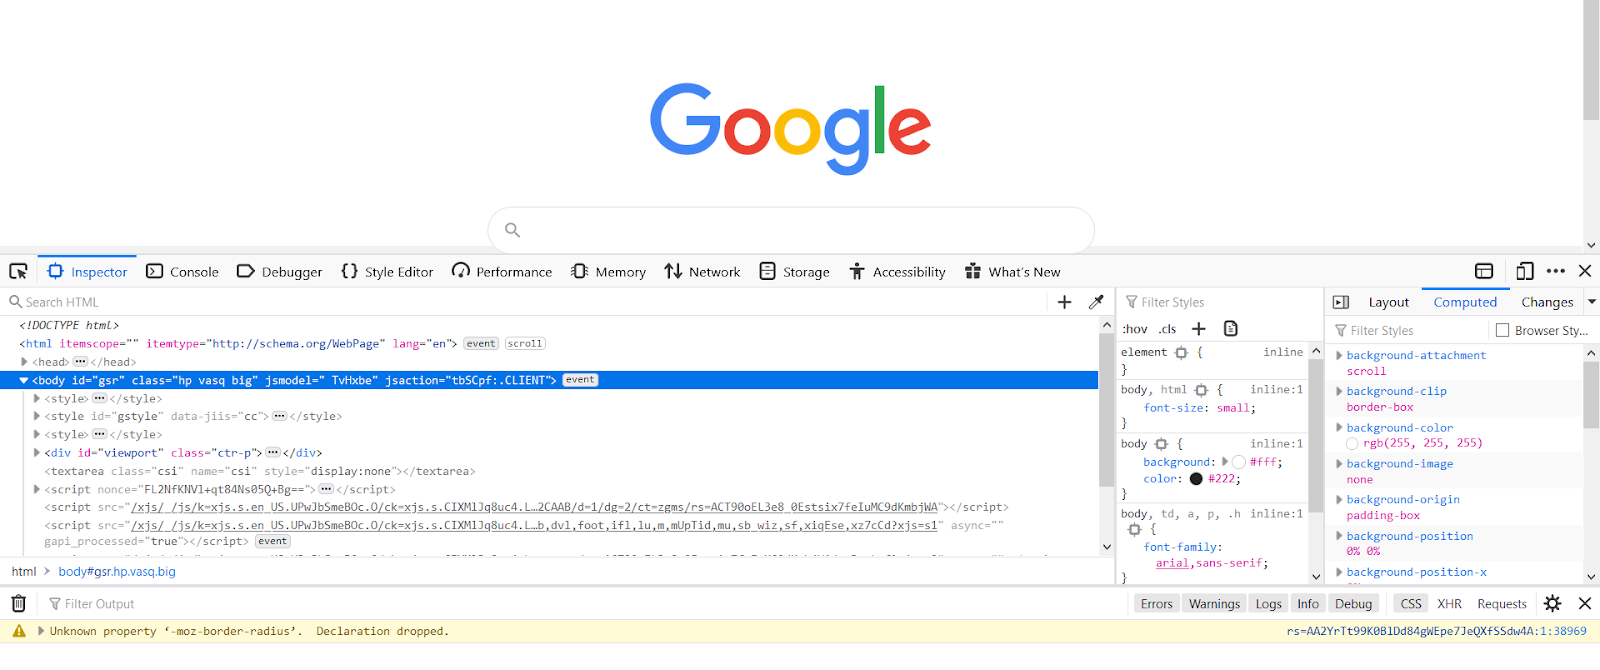 Google
Inspector Console Debugger Style Editor Performance Memory Network Storage Accessibility What's New
Search HTML
<!DOCTYPE html>
<html itemscope="" itemtype="http://schema.org/WebPage" lang="en"> event scroll
<head> ••• </head>
<body id="gsr" class="hp vasq big" jsmodel=" TvHxbe" jsaction="tbSCpf:.CLIENT"> event
<style> ••• </style>
<style id="gstyle" data-jiis="cc"> ••• </style>
<style> ••• </style>
<div id="viewport" class="ctr-p"> ••• </div>
<textarea class="csi" name="csi" style="display:none"></textarea>
<script nonce="FL2NfKNVl+qt84Ns05Q+Bg=="> ••• </script>
<script src="/xjs/_/js/k=xjs.s.en_US.UPwJbSmeBOc.O/ck=xjs.s.CIXMlJq8uc4.L…2CAAB/d=1/dg=2/ct=zgms/rs=ACT90oEL3e8_0Estsix7feIuMC9dKmbjWA"></script>
<script src="/xjs/_/js/k=xjs.s.en_US.UPwJbSmeBOc.O/ck=xjs.s.CIXMlJq8uc4.L…b,dvl,foot,ifl,lu,m,mUpTid,mu,sb_wiz,sf,xiqEse,xz7cCd?xjs=s1" async=""
gapi_processed="true"></script> event
html > body#gsr.hp.vasq.big
Filter Styles
:hov .cls +
element { inline
}
body, html { inline:1
font-size: small;
}
body { inline:1
background: #fff;
color: #222;
}
body, td, a, p, .h inline:1
{
font-family:
arial,sans-serif;
}
Layout Computed Changes
Filter Styles Browser Sty...
background-attachment
scroll
background-clip
border-box
background-color
rgb(255, 255, 255)
background-image
none
background-origin
padding-box
background-position
0% 0%
background-position-x
Filter Output Errors Warnings Logs Info Debug CSS XHR Requests
Unknown property ‘-moz-border-radius’. Declaration dropped. rs=AA2YrTt99K0BlDd84gWEpe7JeQXfSSdw4A:1:38969